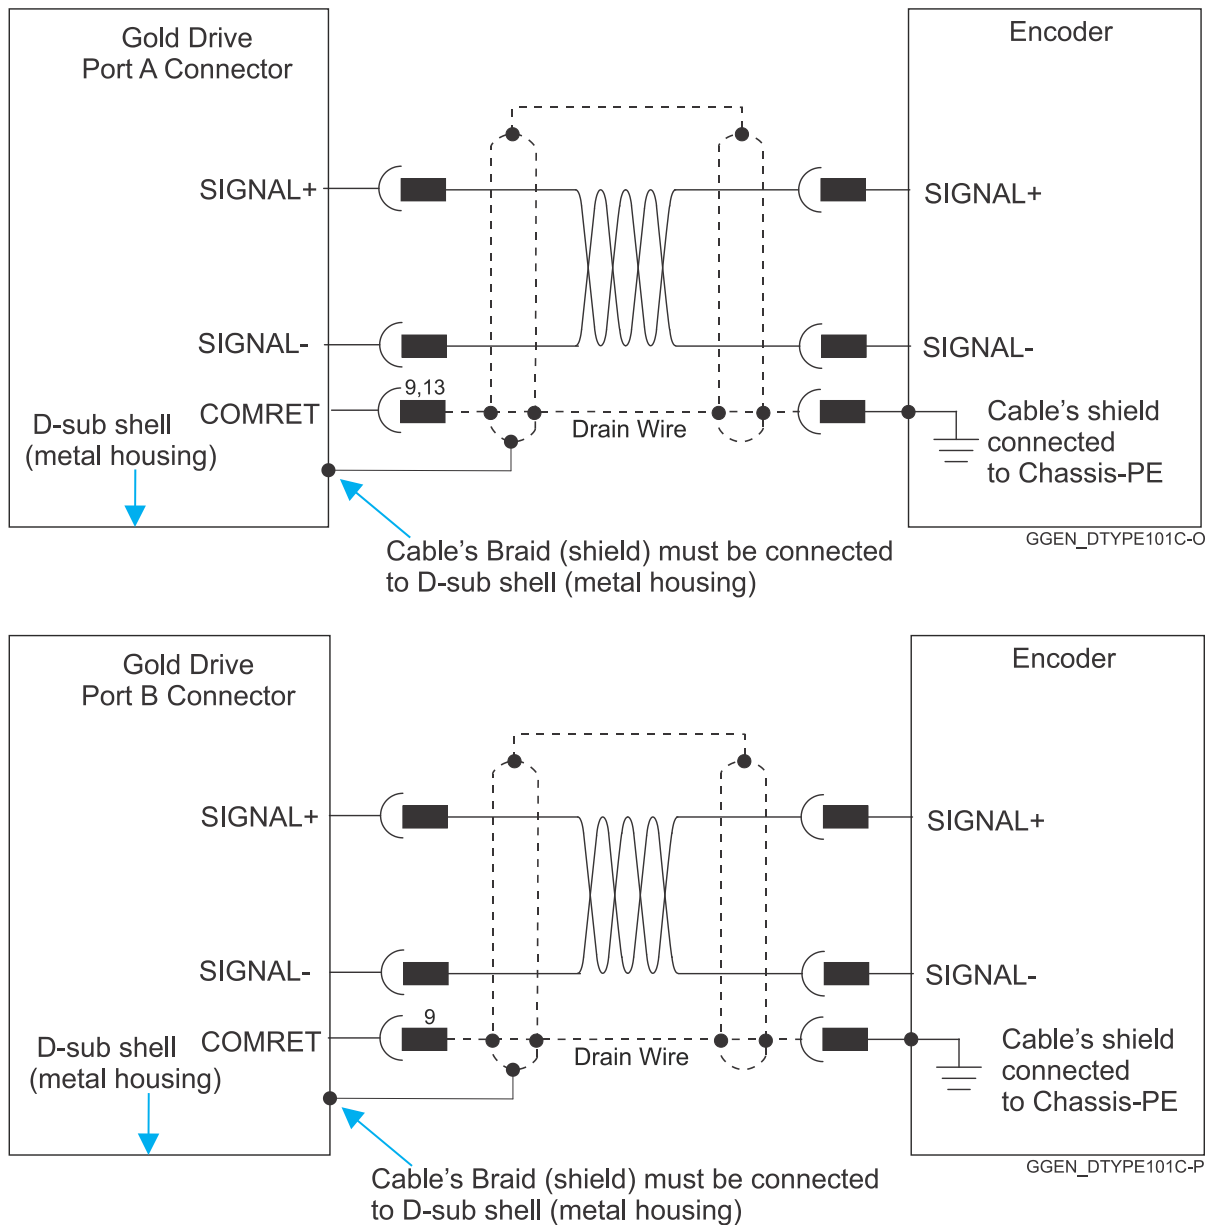 Gold Drive
Port A Connector
Encoder
SIGNAL+
SIGNAL+
SIGNAL-
SIGNAL-
9,13
COMRET
Drain Wire
D-sub shell
(metal housing)
Cable's shield
connected
to Chassis-PE
GGEN_DTYPE101C-O
Cable's Braid (shield) must be connected
to D-sub shell (metal housing)
Gold Drive
Port B Connector
Encoder
SIGNAL+
SIGNAL+
SIGNAL-
SIGNAL-
9
COMRET
Drain Wire
D-sub shell
(metal housing)
Cable's shield
connected
to Chassis-PE
GGEN_DTYPE101C-P
Cable's Braid (shield) must be connected
to D-sub shell (metal housing)